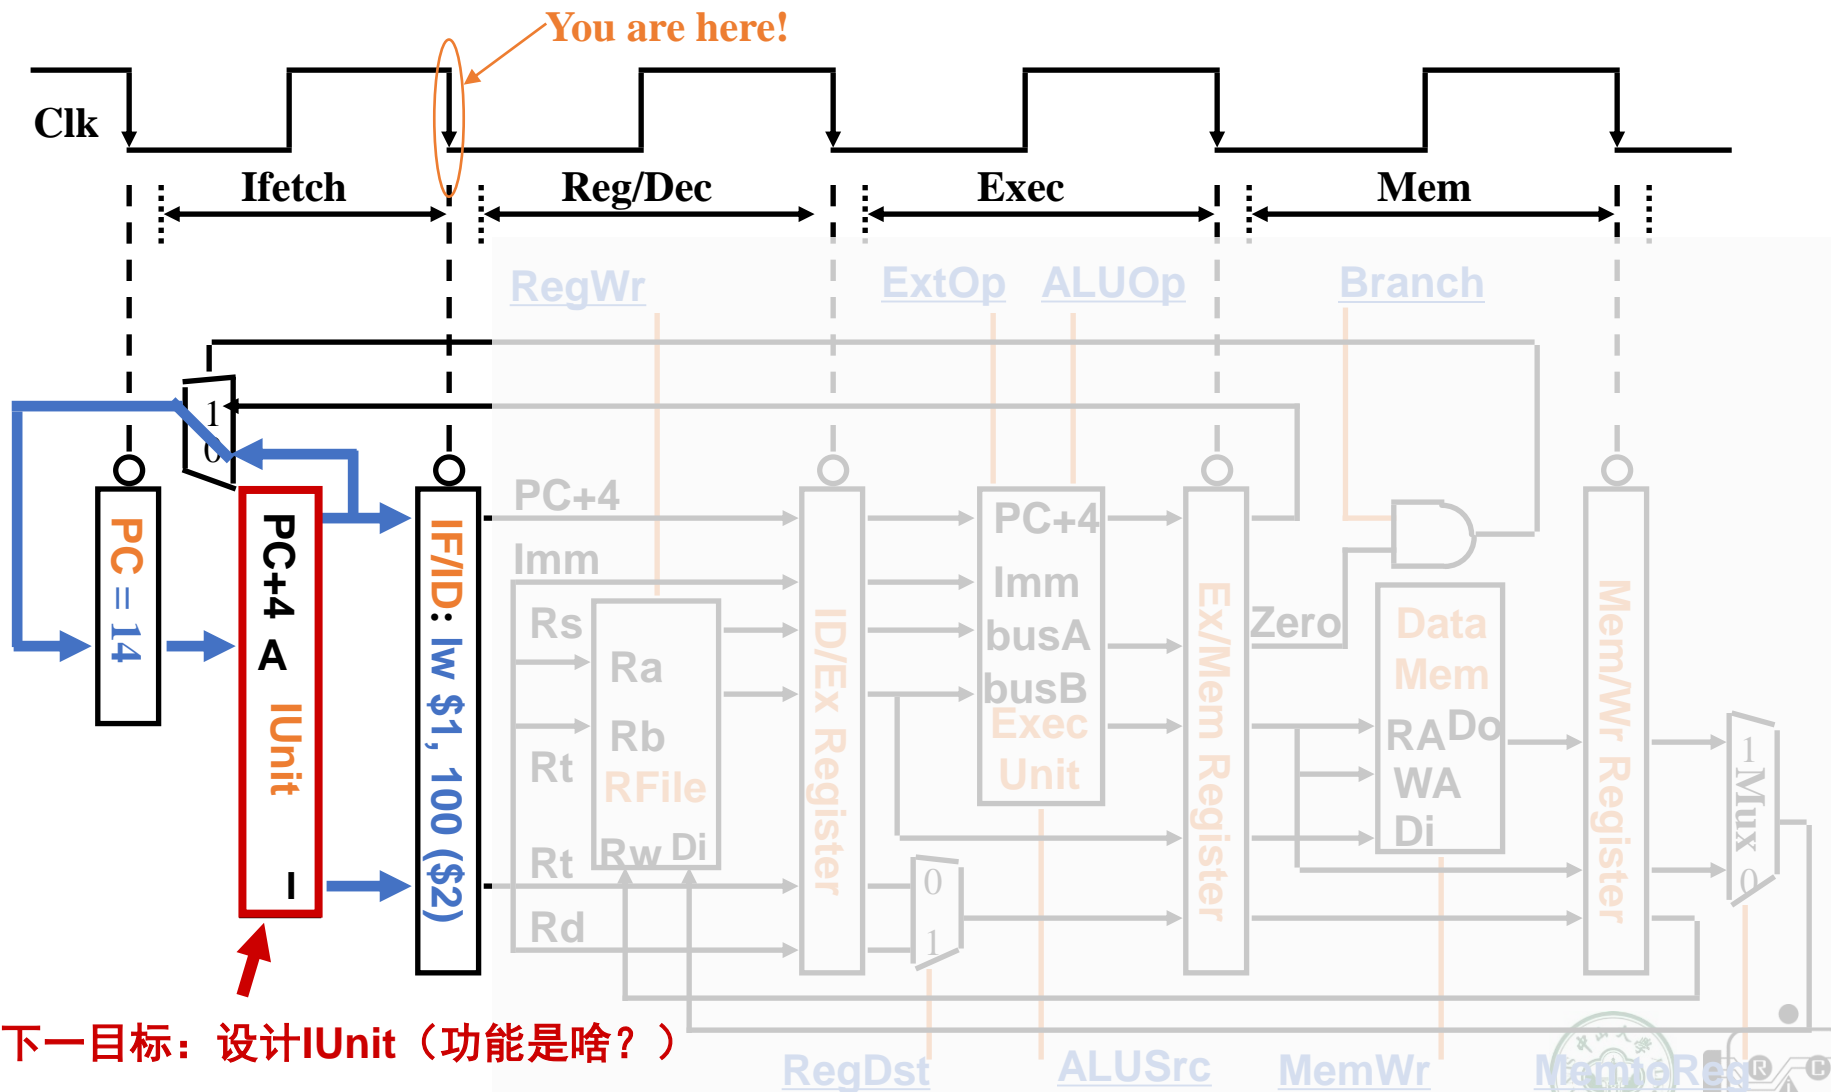 You are here!
Clk
Ifetch
Reg/Dec
Exec
Mem
RegWr
ExtOp
ALUOp
Branch
1
0
PC = 14
PC+4
A
IUnit
I
IF/ID: lw $1, 100 ($2)
PC+4
Imm
Rs
Rt
Rt
Rd
Ra
Rb
RFile
Rw Di
ID/Ex Register
0
1
PC+4
Imm
busA
busB
Exec
Unit
Ex/Mem Register
Zero
Data
Mem
RA Do
WA
Di
Mem/Wr Register
1
Mux
0
下一目标：设计IUnit（功能是啥？）
RegDst
ALUSrc
MemWr
MemtoReg